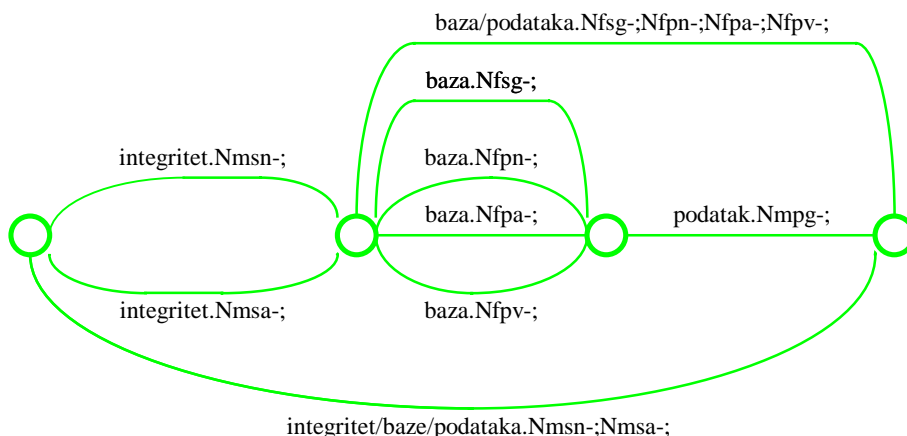 baza/podataka.Nfsg-;Nfpn-;Nfpa-;Nfpv-;
baza.Nfsg-;
integritet.Nmsn-;
baza.Nfpn-;
baza.Nfpa-;
podatak.Nmpg-;
integritet.Nmsa-;
baza.Nfpv-;
integritet/baze/podataka.Nmsn-;Nmsa-;